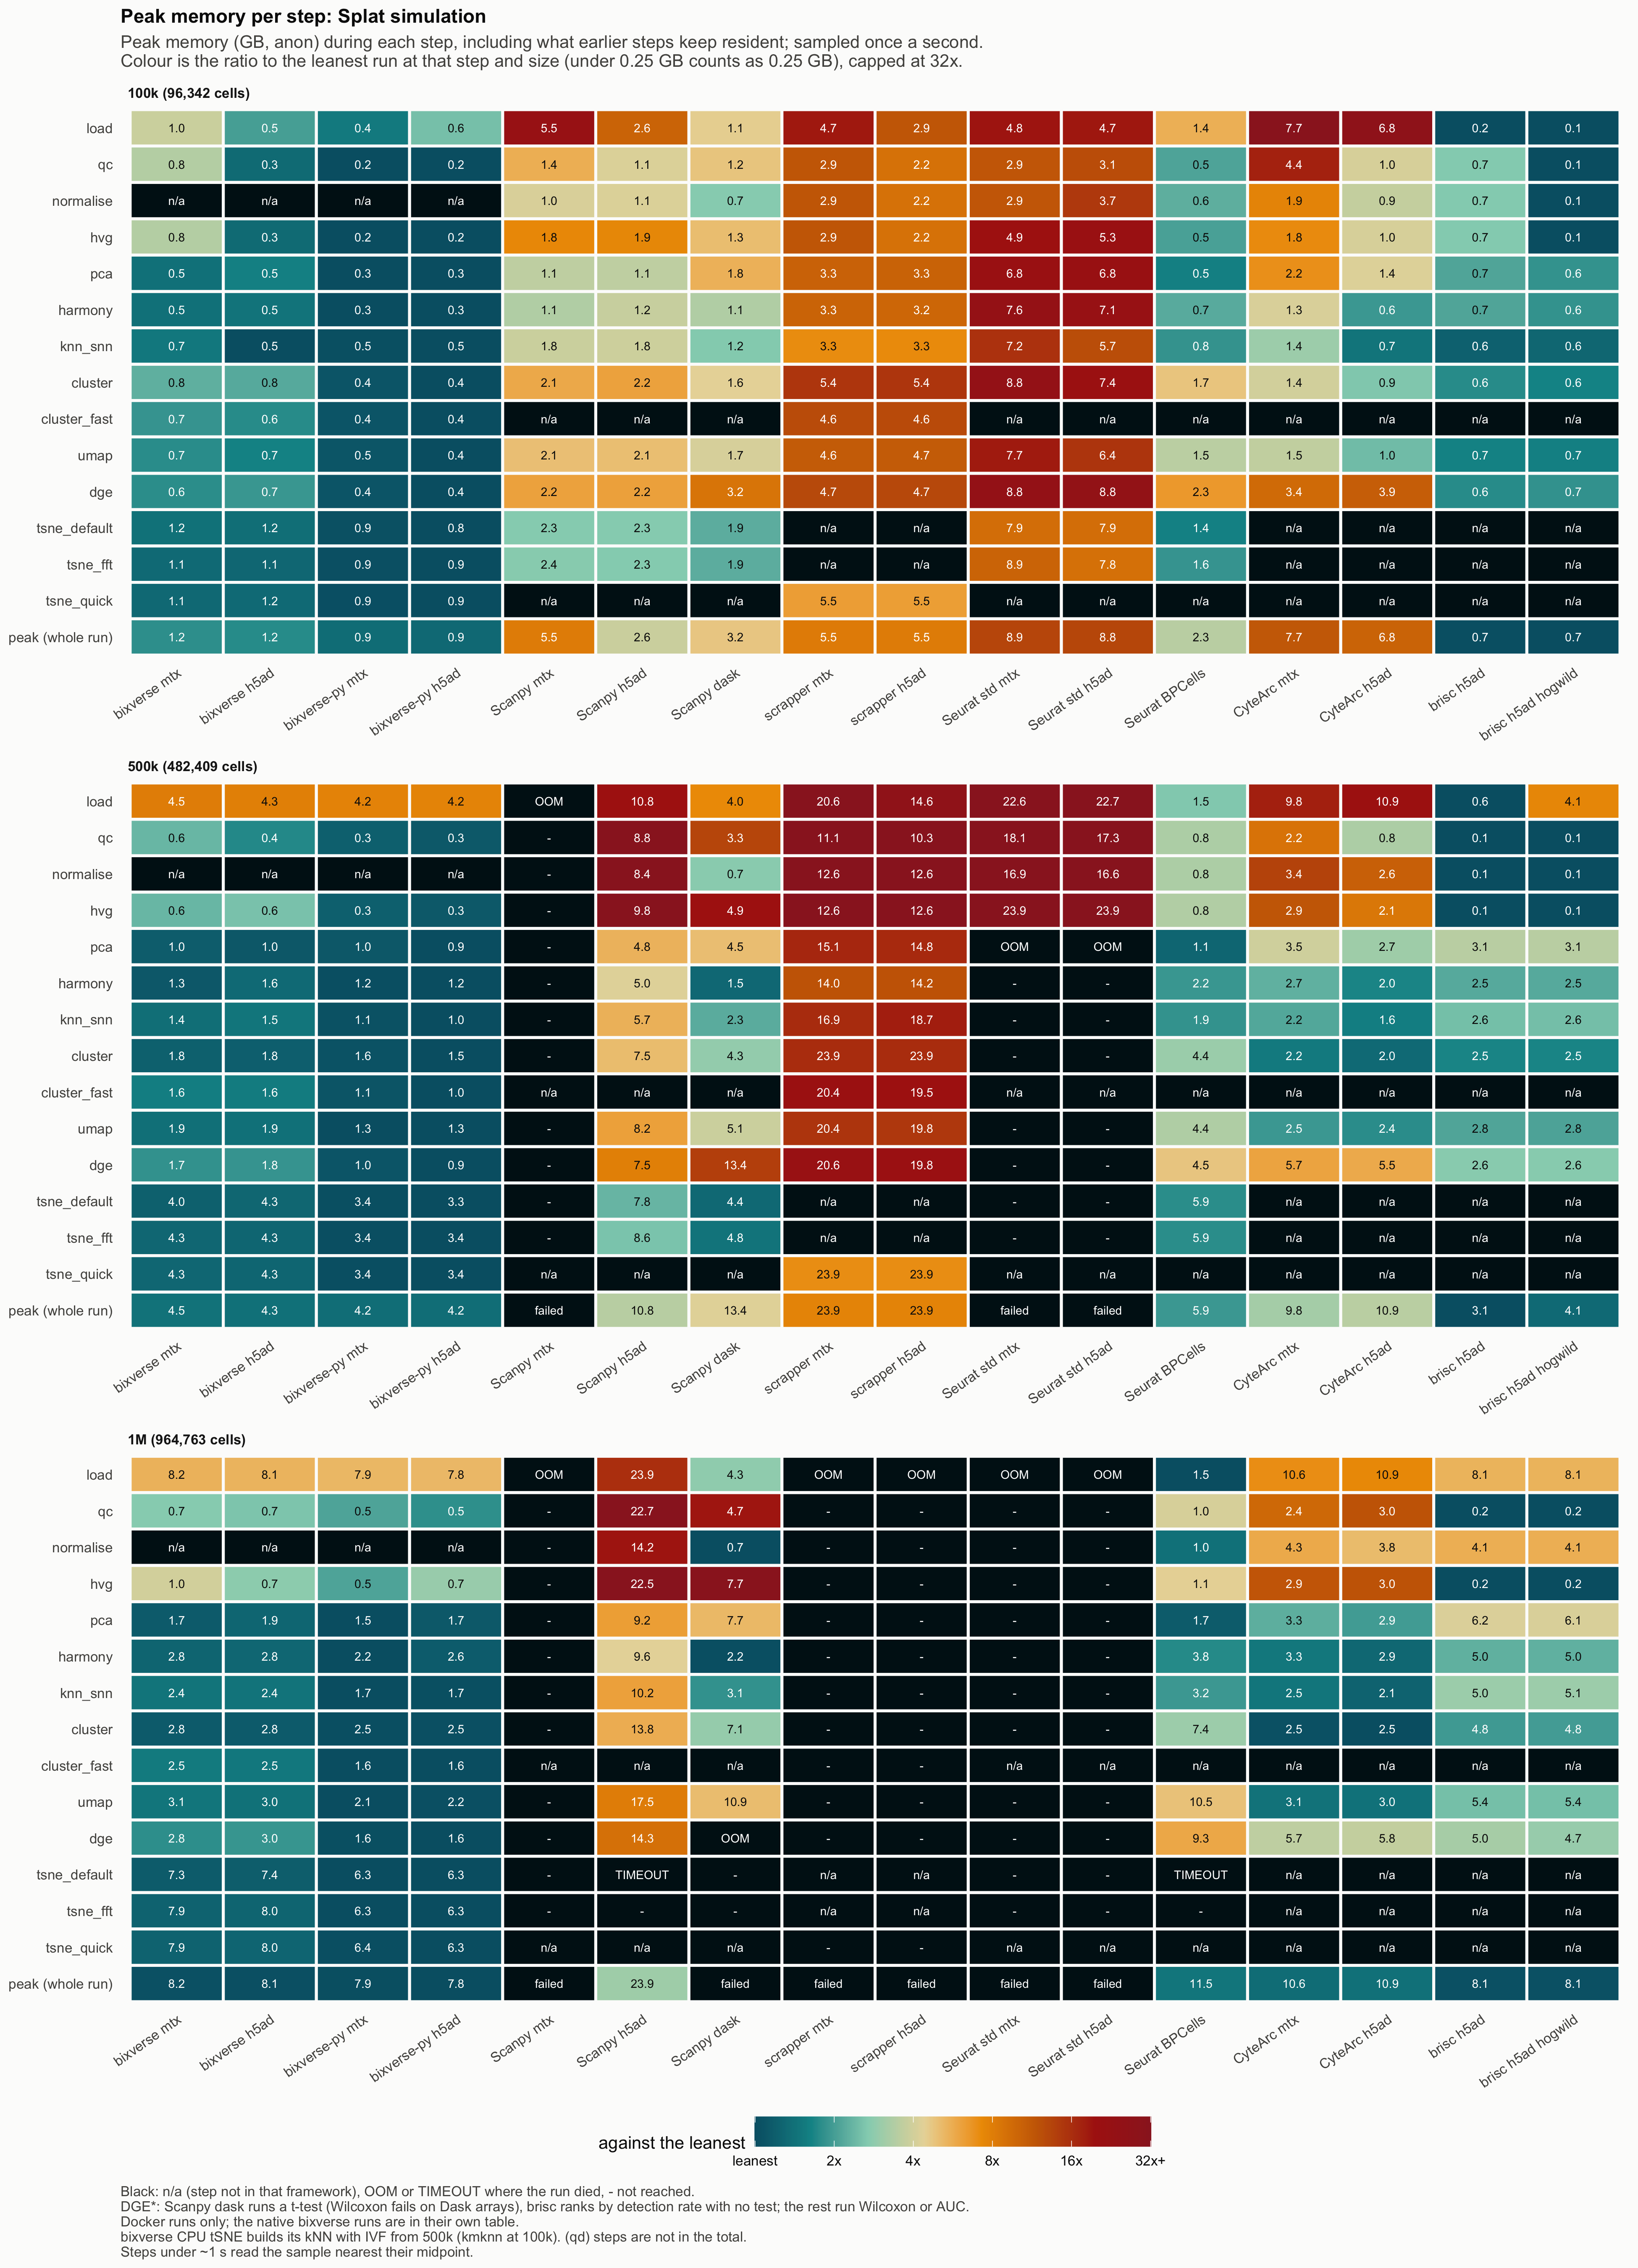 Peak memory per step: Splat simulation
Peak memory (GB, anon) during each step, including what earlier steps keep resident; sampled once a second.
Colour is the ratio to the leanest run at that step and size (under 0.25 GB counts as 0.25 GB), capped at 32x.
100k (96,342 cells)
load 1.0 0.5 0.4 0.6 5.5 2.6 1.1 4.7 2.9 4.8 4.7 1.4 7.7 6.8 0.2 0.1
qc 0.8 0.3 0.2 0.2 1.4 1.1 1.2 2.9 2.2 2.9 3.1 0.5 4.4 1.0 0.7 0.1
normalise n/a n/a n/a n/a 1.0 1.1 0.7 2.9 2.2 2.9 3.7 0.6 1.9 0.9 0.7 0.1
hvg 0.8 0.3 0.2 0.2 1.8 1.9 1.3 2.9 2.2 4.9 5.3 0.5 1.8 1.0 0.7 0.1
pca 0.5 0.5 0.3 0.3 1.1 1.1 1.8 3.3 3.3 6.8 6.8 0.5 2.2 1.4 0.7 0.6
harmony 0.5 0.5 0.3 0.3 1.1 1.2 1.1 3.3 3.2 7.6 7.1 0.7 1.3 0.6 0.7 0.6
knn_snn 0.7 0.5 0.5 0.5 1.8 1.8 1.2 3.3 3.3 7.2 5.7 0.8 1.4 0.7 0.6 0.6
cluster 0.8 0.8 0.4 0.4 2.1 2.2 1.6 5.4 5.4 8.8 7.4 1.7 1.4 0.9 0.6 0.6
cluster_fast 0.7 0.6 0.4 0.4 n/a n/a n/a 4.6 4.6 n/a n/a n/a n/a n/a n/a n/a
umap 0.7 0.7 0.5 0.4 2.1 2.1 1.7 4.6 4.7 7.7 6.4 1.5 1.5 1.0 0.7 0.7
dge 0.6 0.7 0.4 0.4 2.2 2.2 3.2 4.7 4.7 8.8 8.8 2.3 3.4 3.9 0.6 0.7
tsne_default 1.2 1.2 0.9 0.8 2.3 2.3 1.9 n/a n/a 7.9 7.9 1.4 n/a n/a n/a n/a
tsne_fft 1.1 1.1 0.9 0.9 2.4 2.3 1.9 n/a n/a 8.9 7.8 1.6 n/a n/a n/a n/a
tsne_quick 1.1 1.2 0.9 0.9 n/a n/a n/a 5.5 5.5 n/a n/a n/a n/a n/a n/a n/a
peak (whole run) 1.2 1.2 0.9 0.9 5.5 2.6 3.2 5.5 5.5 8.9 8.8 2.3 7.7 6.8 0.7 0.7
bixverse mtx bixverse h5ad bixverse-py mtx bixverse-py h5ad Scanpy mtx Scanpy h5ad Scanpy dask scrapper mtx scrapper h5ad Seurat std mtx Seurat std h5ad Seurat BPCells CyteArc mtx CyteArc h5ad brisc h5ad brisc h5ad hogwild
500k (482,409 cells)
load 4.5 4.3 4.2 4.2 OOM 10.8 4.0 20.6 14.6 22.6 22.7 1.5 9.8 10.9 0.6 4.1
qc 0.6 0.4 0.3 0.3 - 8.8 3.3 11.1 10.3 18.1 17.3 0.8 2.2 0.8 0.1 0.1
normalise n/a n/a n/a n/a - 8.4 0.7 12.6 12.6 16.9 16.6 0.8 3.4 2.6 0.1 0.1
hvg 0.6 0.6 0.3 0.3 - 9.8 4.9 12.6 12.6 23.9 23.9 0.8 2.9 2.1 0.1 0.1
pca 1.0 1.0 1.0 0.9 - 4.8 4.5 15.1 14.8 OOM OOM 1.1 3.5 2.7 3.1 3.1
harmony 1.3 1.6 1.2 1.2 - 5.0 1.5 14.0 14.2 - - 2.2 2.7 2.0 2.5 2.5
knn_snn 1.4 1.5 1.1 1.0 - 5.7 2.3 16.9 18.7 - - 1.9 2.2 1.6 2.6 2.6
cluster 1.8 1.8 1.6 1.5 - 7.5 4.3 23.9 23.9 - - 4.4 2.2 2.0 2.5 2.5
cluster_fast 1.6 1.6 1.1 1.0 n/a n/a n/a 20.4 19.5 n/a n/a n/a n/a n/a n/a n/a
umap 1.9 1.9 1.3 1.3 - 8.2 5.1 20.4 19.8 - - 4.4 2.5 2.4 2.8 2.8
dge 1.7 1.8 1.0 0.9 - 7.5 13.4 20.6 19.8 - - 4.5 5.7 5.5 2.6 2.6
tsne_default 4.0 4.3 3.4 3.3 - 7.8 4.4 n/a n/a - - 5.9 n/a n/a n/a n/a
tsne_fft 4.3 4.3 3.4 3.4 - 8.6 4.8 n/a n/a - - 5.9 n/a n/a n/a n/a
tsne_quick 4.3 4.3 3.4 3.4 n/a n/a n/a 23.9 23.9 n/a n/a n/a n/a n/a n/a n/a
peak (whole run) 4.5 4.3 4.2 4.2 failed 10.8 13.4 23.9 23.9 failed failed 5.9 9.8 10.9 3.1 4.1
bixverse mtx bixverse h5ad bixverse-py mtx bixverse-py h5ad Scanpy mtx Scanpy h5ad Scanpy dask scrapper mtx scrapper h5ad Seurat std mtx Seurat std h5ad Seurat BPCells CyteArc mtx CyteArc h5ad brisc h5ad brisc h5ad hogwild
1M (964,763 cells)
load 8.2 8.1 7.9 7.8 OOM 23.9 4.3 OOM OOM OOM OOM 1.5 10.6 10.9 8.1 8.1
qc 0.7 0.7 0.5 0.5 - 22.7 4.7 - - - - 1.0 2.4 3.0 0.2 0.2
normalise n/a n/a n/a n/a - 14.2 0.7 - - - - 1.0 4.3 3.8 4.1 4.1
hvg 1.0 0.7 0.5 0.7 - 22.5 7.7 - - - - 1.1 2.9 3.0 0.2 0.2
pca 1.7 1.9 1.5 1.7 - 9.2 7.7 - - - - 1.7 3.3 2.9 6.2 6.1
harmony 2.8 2.8 2.2 2.6 - 9.6 2.2 - - - - 3.8 3.3 2.9 5.0 5.0
knn_snn 2.4 2.4 1.7 1.7 - 10.2 3.1 - - - - 3.2 2.5 2.1 5.0 5.1
cluster 2.8 2.8 2.5 2.5 - 13.8 7.1 - - - - 7.4 2.5 2.5 4.8 4.8
cluster_fast 2.5 2.5 1.6 1.6 n/a n/a n/a - - n/a n/a n/a n/a n/a n/a n/a
umap 3.1 3.0 2.1 2.2 - 17.5 10.9 - - - - 10.5 3.1 3.0 5.4 5.4
dge 2.8 3.0 1.6 1.6 - 14.3 OOM - - - - 9.3 5.7 5.8 5.0 4.7
tsne_default 7.3 7.4 6.3 6.3 - TIMEOUT - n/a n/a - - TIMEOUT n/a n/a n/a n/a
tsne_fft 7.9 8.0 6.3 6.3 - - - n/a n/a - - - n/a n/a n/a n/a
tsne_quick 7.9 8.0 6.4 6.3 n/a n/a n/a - - n/a n/a n/a n/a n/a n/a n/a
peak (whole run) 8.2 8.1 7.9 7.8 failed 23.9 failed failed failed failed failed 11.5 10.6 10.9 8.1 8.1
bixverse mtx bixverse h5ad bixverse-py mtx bixverse-py h5ad Scanpy mtx Scanpy h5ad Scanpy dask scrapper mtx scrapper h5ad Seurat std mtx Seurat std h5ad Seurat BPCells CyteArc mtx CyteArc h5ad brisc h5ad brisc h5ad hogwild
against the leanest
leanest 2x 4x 8x 16x 32x+
Black: n/a (step not in that framework), OOM or TIMEOUT where the run died, - not reached.
DGE*: Scanpy dask runs a t-test (Wilcoxon fails on Dask arrays), brisc ranks by detection rate with no test; the rest run Wilcoxon or AUC.
Docker runs only; the native bixverse runs are in their own table.
bixverse CPU tSNE builds its kNN with IVF from 500k (kmknn at 100k). (qd) steps are not in the total.
Steps under ~1 s read the sample nearest their midpoint.